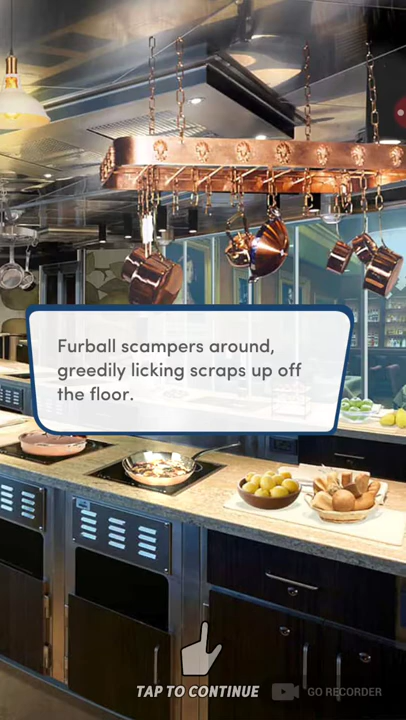 Furball scampers around,
greedily licking scraps up off
the floor.
TAP TO CONTINUE
GO RECORDER